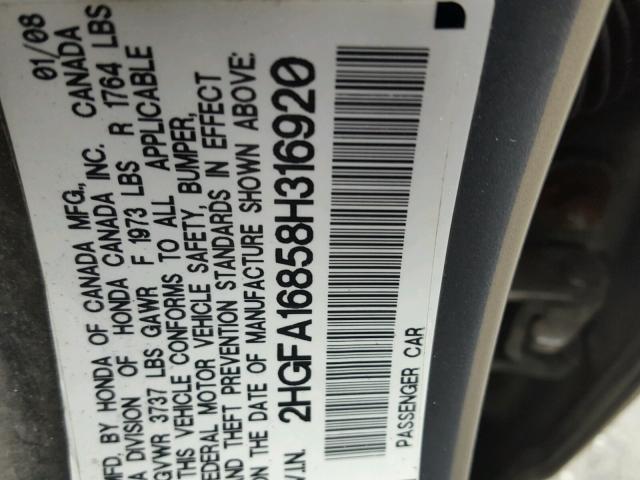 MFD. BY HONDA OF CANADA MFG., 01/08
A DIVISION OF HONDA CANADA INC. CANADA
GVWR 3737 LBS GAWR F 1973 LBS R 1764 LBS
THIS VEHICLE CONFORMS TO ALL APPLICABLE
FEDERAL MOTOR VEHICLE SAFETY, BUMPER,
AND THEFT PREVENTION STANDARDS IN EFFECT
ON THE DATE OF MANUFACTURE SHOWN ABOVE:
V.I.N. 2HGFA16858H316920
PASSENGER CAR